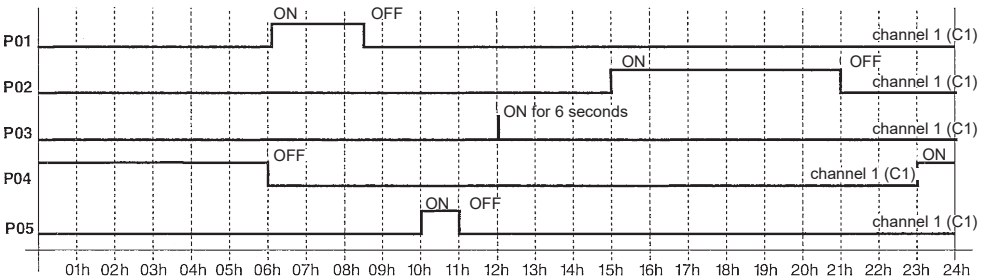 ON OFF
P01 channel 1 (C1)
ON OFF
P02 channel 1 (C1)
ON for 6 seconds
P03 channel 1 (C1)
OFF ON
P04 channel 1 (C1)
ON OFF
P05 channel 1 (C1)
01h 02h 03h 04h 05h 06h 07h 08h 09h 10h 11h 12h 13h 14h 15h 16h 17h 18h 19h 20h 21h 22h 23h 24h